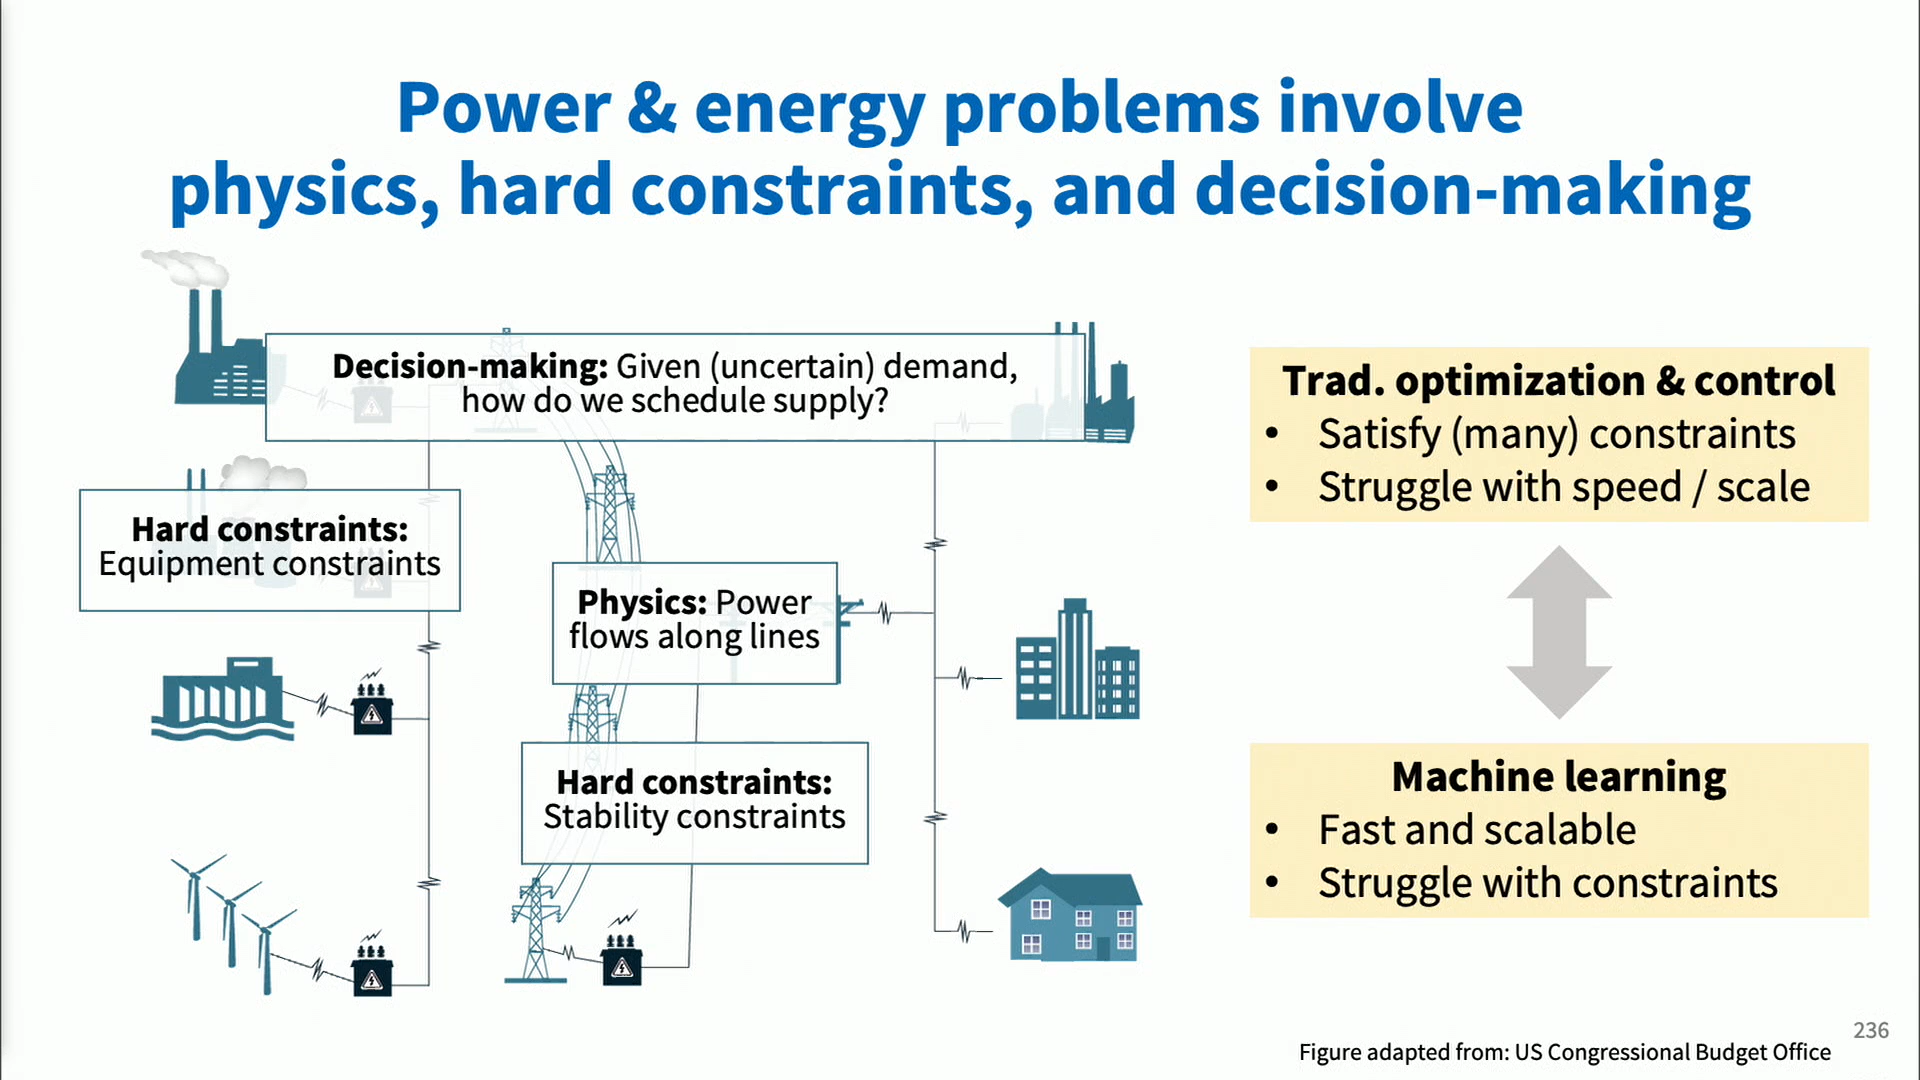 Power & energy problems involve
physics, hard constraints, and decision-making
Decision-making: Given (uncertain) demand,
how do we schedule supply?
Hard constraints:
Equipment constraints
Physics: Power
flows along lines
Hard constraints:
Stability constraints
Trad. optimization & control
• Satisfy (many) constraints
• Struggle with speed / scale
Machine learning
• Fast and scalable
• Struggle with constraints
236
Figure adapted from: US Congressional Budget Office